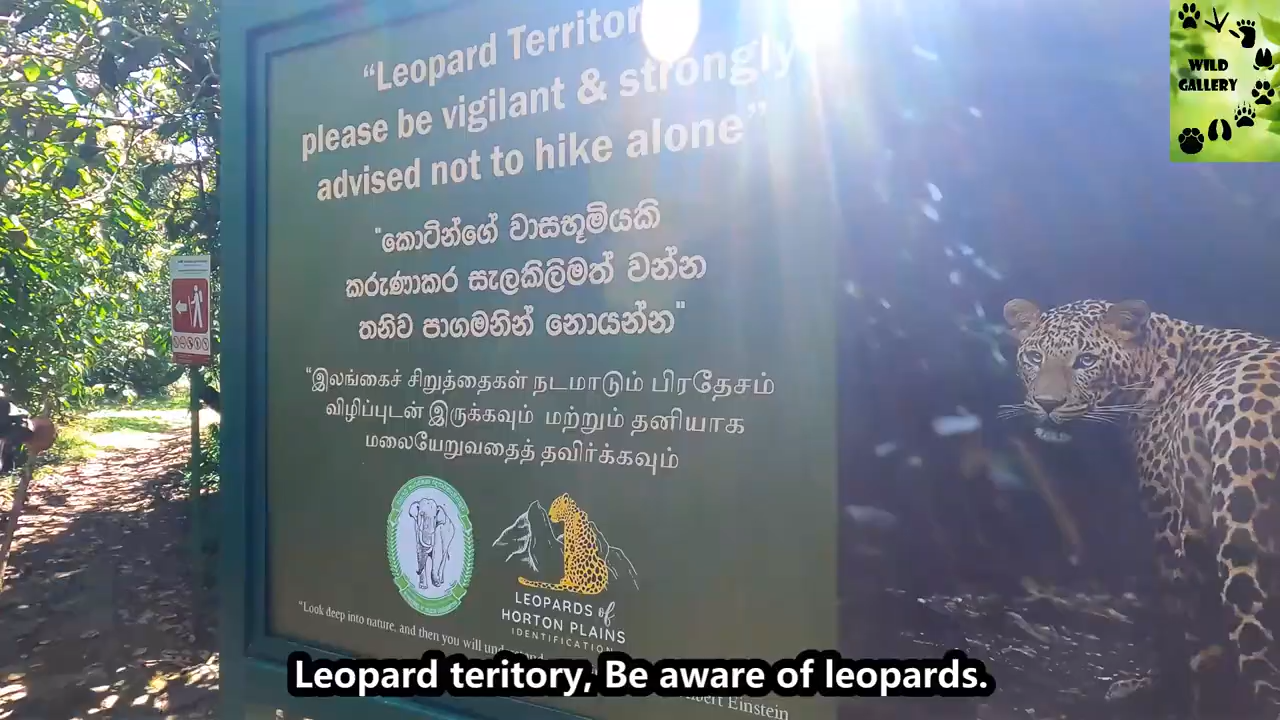 WILD
GALLERY
“Leopard Territor
please be vigilant & strongly
advised not to hike alone”
"කොටින්ගේ වාසභූමියකි
කරුණාකර සැලකිලිමත් වන්න
තනිව පාගමනින් නොයන්න"
“இலங்கைச் சிறுத்தைகள் நடமாடும் பிரதேசம்
விழிப்புடன் இருக்கவும் மற்றும் தனியாக
மலையேறுவதைத் தவிர்க்கவும்
LEOPARDS of
HORTON PLAINS
IDENTIFICATION
“Look deep into nature, and then you will
Einstein
Leopard teritory, Be aware of leopards.